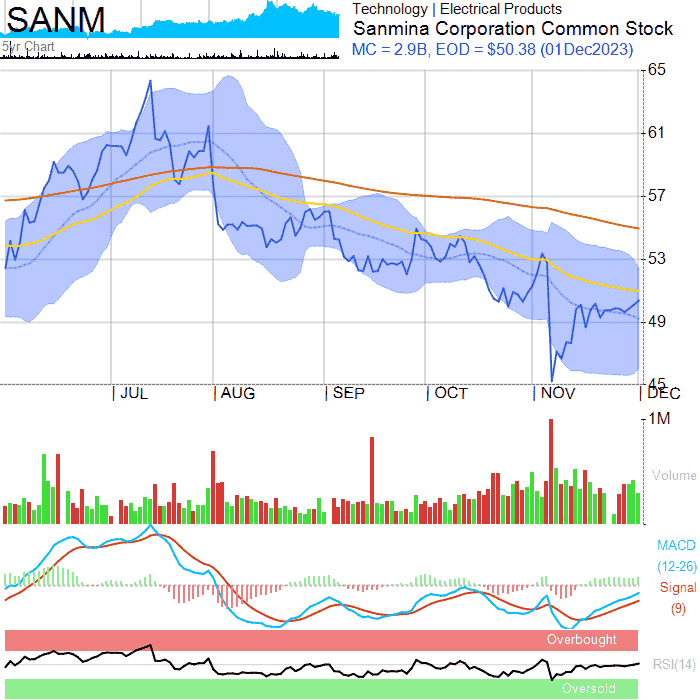 SANM
5yr Chart
Technology | Electrical Products
Sanmina Corporation Common Stock
MC = 2.9B, EOD = $50.38 (01Dec2023)
65
61
57
53
49
45
| JUL | AUG | SEP | OCT | NOV | DEC
1M
Volume
MACD
(12-26)
Signal
(9)
Overbought
RSI(14)
Oversold